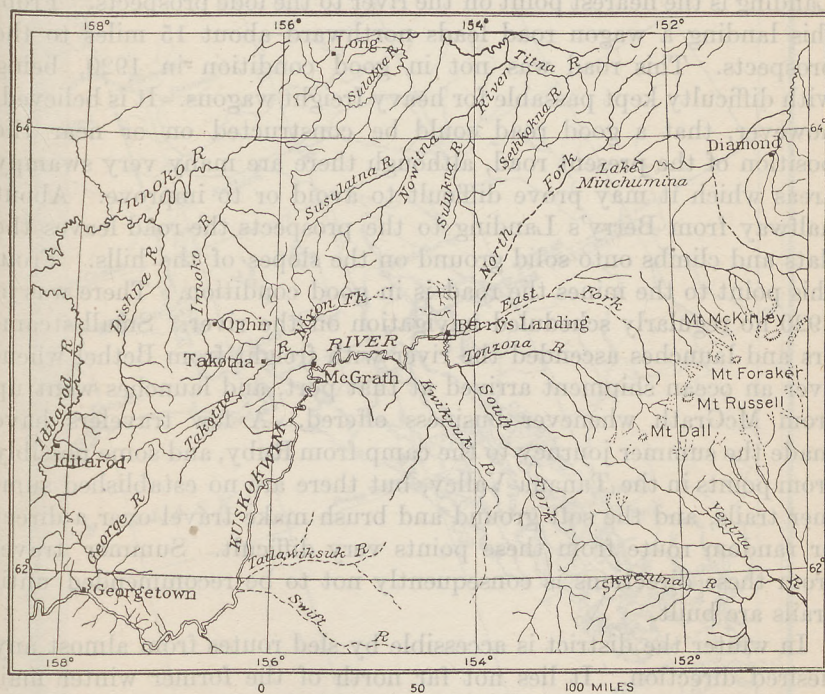 158°
156°
154°
152°
Long
Sulatna R
Titna R
River
Sethkokna R
64°
64°
Innoko R
Nowitna
Susulatna R
Sulukna R
Fork
North
Lake
Minchumina
Diamond
Dishna R
Innoko R
Ophir
Nixon Fk.
RIVER
East Fork
Berry's Landing
Tonzona R
Takotna
R
McGrath
Takotna
Mt McKinley
Mt Foraker
Mt Russell
Mt Dall
Iditarod R
Iditarod
KUSKOKWIM
South
Fork
George R
Yentna
R
62°
62°
Georgetown
Tanawiksuk R.
Swift
R
Skwentna R
158°
156°
154°
152°
0
50
100 MILES